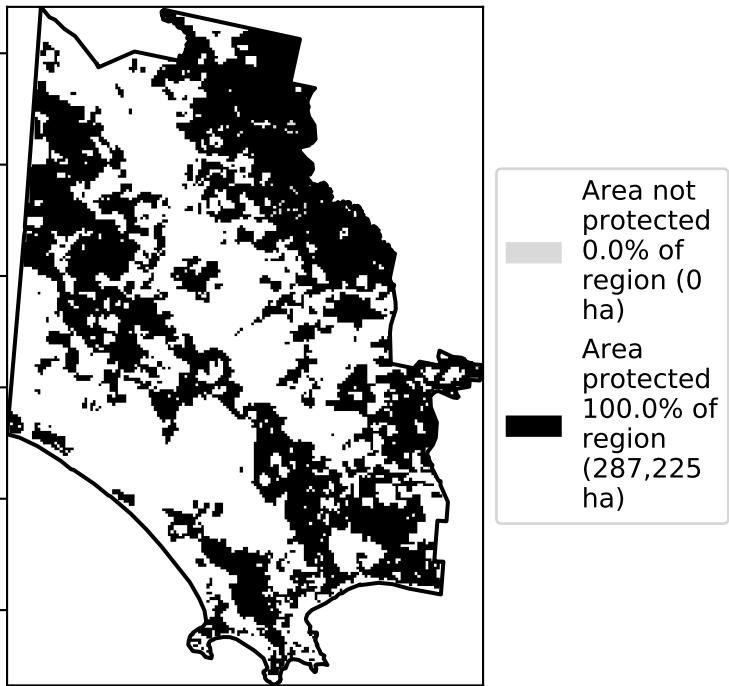 Area not
protected
0.0% of
region (0
ha)
Area
protected
100.0% of
region
(287,225
ha)